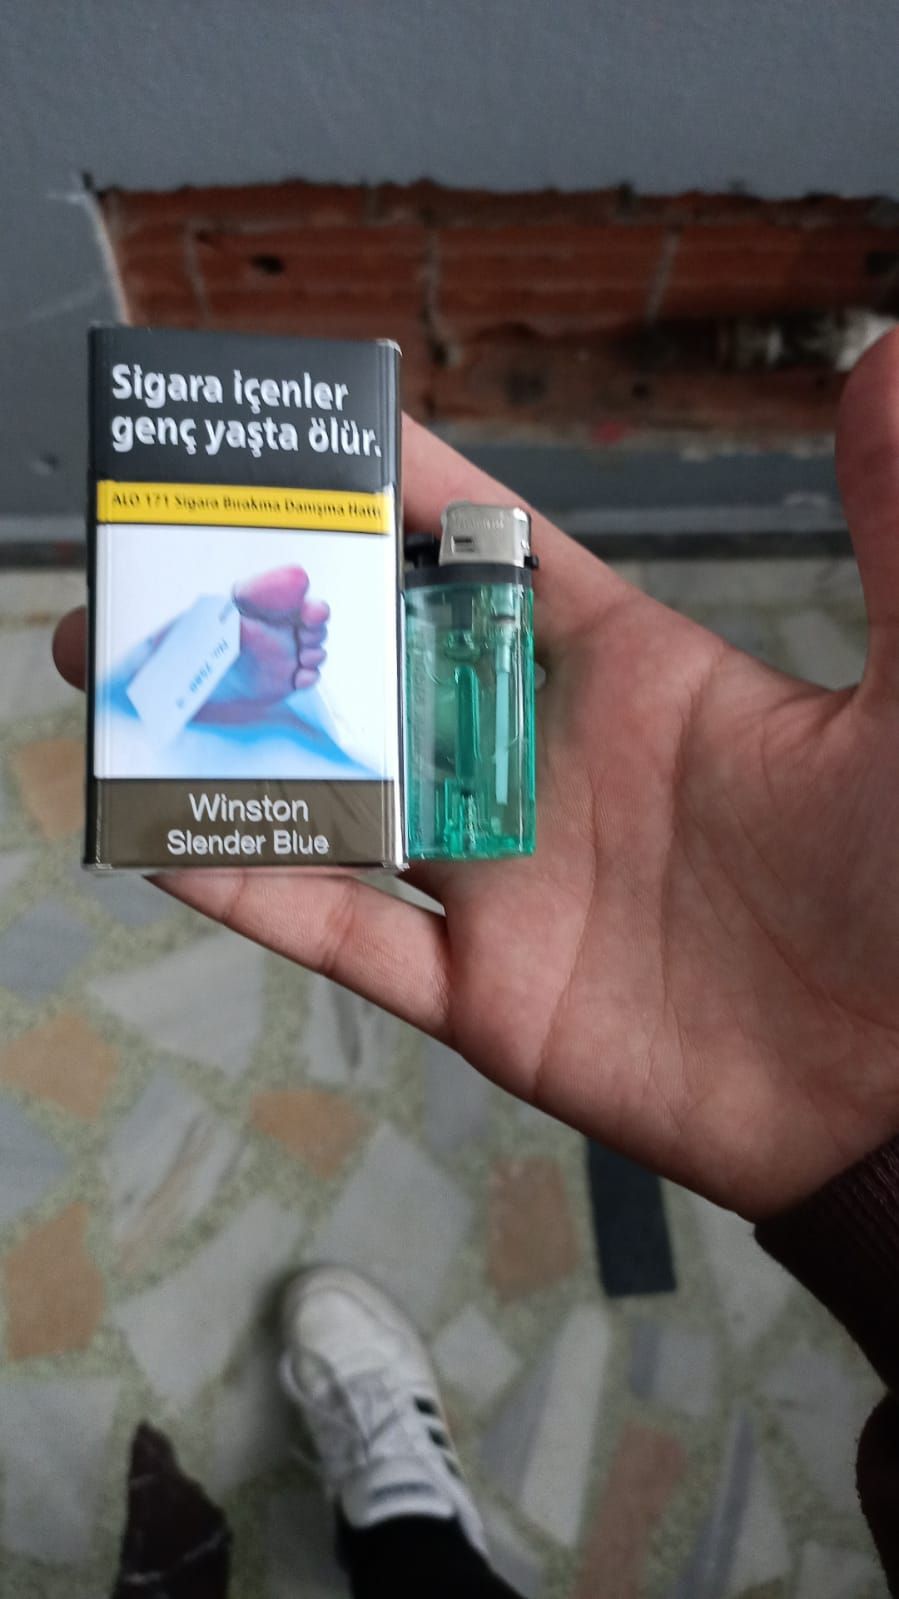 Sigara içenler
genç yaşta ölür.
ALO 171 Sigara Bırakma Danışma Hattı
Winston
Slender Blue